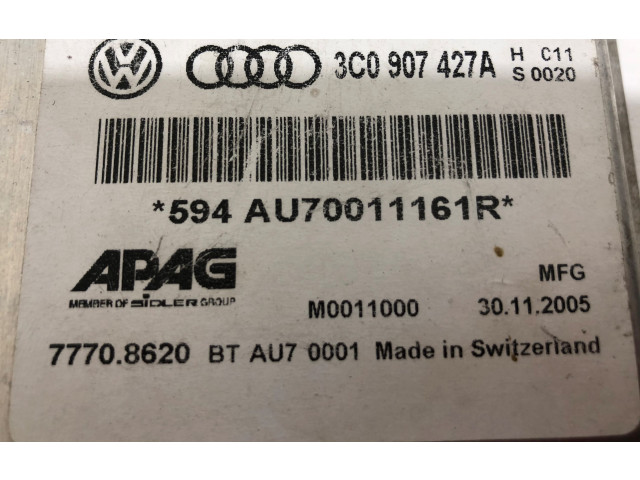 3C0 907 427A H C11
S 0020
*594 AU70011161R*
APAG
MEMBER OF SIDLER GROUP
MFG
M0011000 30.11.2005
7770.8620 BT AU7 0001 Made in Switzerland